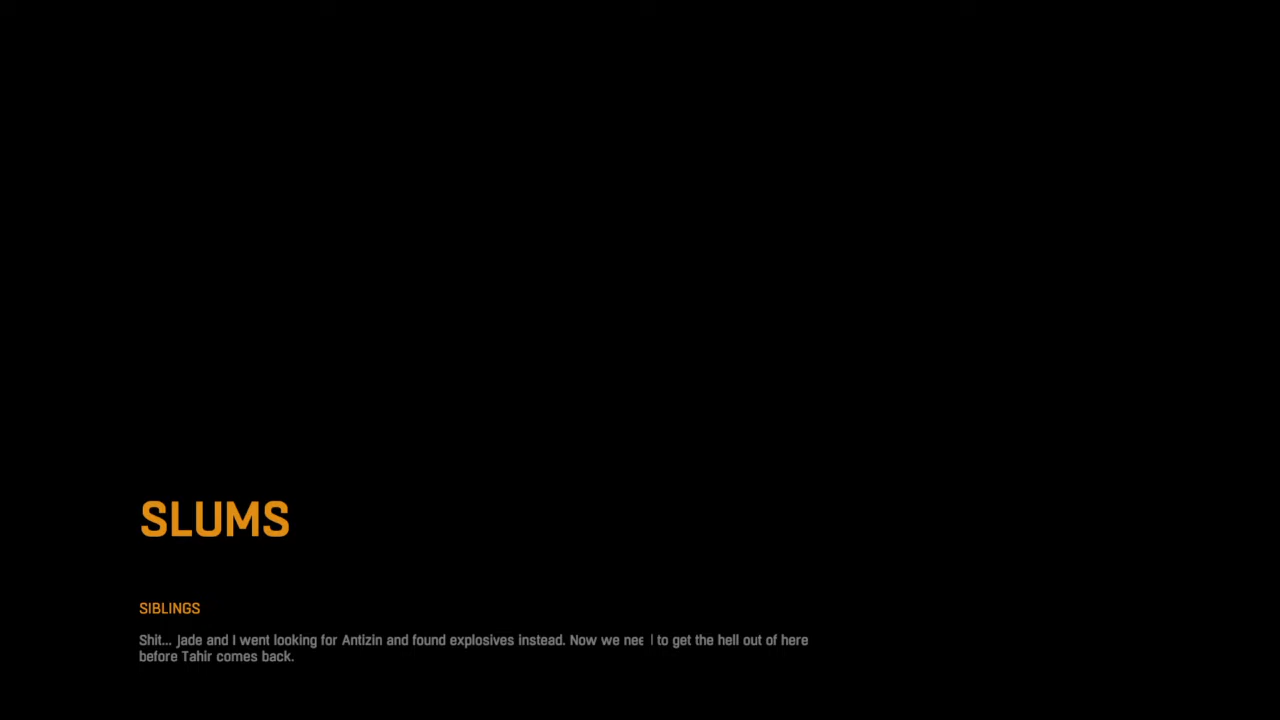 SLUMS
SIBLINGS
Shit... Jade and I went looking for Antizin and found explosives instead. Now we need to get the hell out of here
before Tahir comes back.